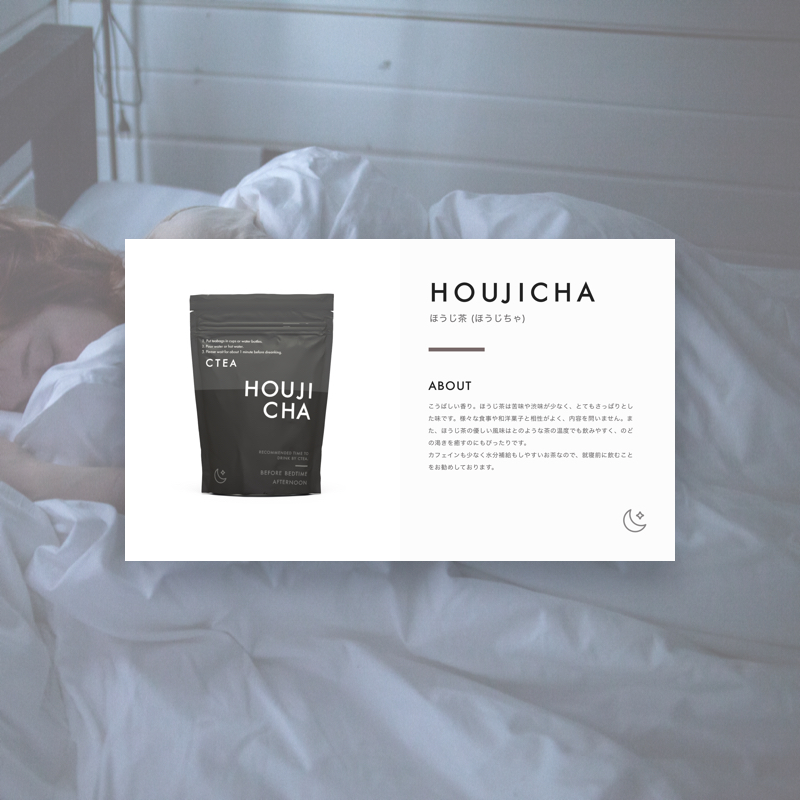 1. Put teabags in cups or water bottles.
2. Pour water or hot water.
3. Please wait for about 1 minute before drinking.
CTEA
HOUJI
CHA
RECOMMENDED TIME TO
DRINK BY CTEA
BEFORE BEDTIME
AFTERNOON
HOUJICHA
ほうじ茶 (ほうじちゃ)
ABOUT
こうばしい香り。ほうじ茶は苦味や渋味が少なく、とてもさっぱりとし
た味です。様々な食事や和洋菓子と相性がよく、内容を問いません。ま
た、ほうじ茶の優しい風味はどのような茶の温度でも飲みやすく、のど
の渇きを癒すのにもぴったりです。
カフェインも少なく水分補給もしやすいお茶なので、就寝前に飲むこと
をお勧めしております。